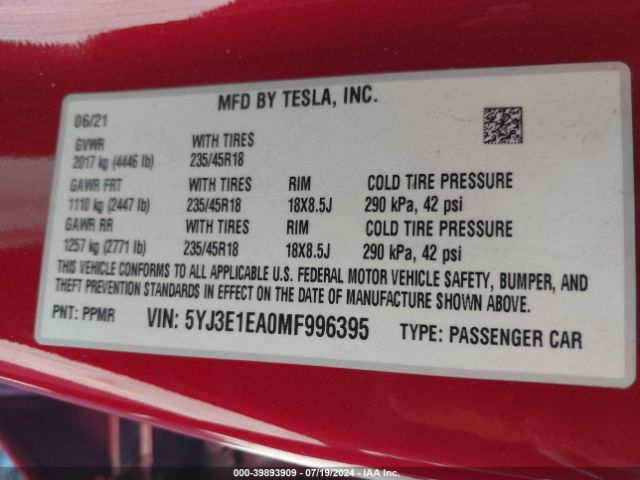 MFD BY TESLA, INC.
06/21
GVWR WITH TIRES
2017 kg (4446 lb) 235/45R18
GAWR FRT WITH TIRES RIM COLD TIRE PRESSURE
1110 kg (2447 lb) 235/45R18 18X8.5J 290 kPa, 42 psi
GAWR RR WITH TIRES RIM COLD TIRE PRESSURE
1257 kg (2771 lb) 235/45R18 18X8.5J 290 kPa, 42 psi
THIS VEHICLE CONFORMS TO ALL APPLICABLE U.S. FEDERAL MOTOR VEHICLE SAFETY, BUMPER, AND
THEFT PREVENTION STANDARDS IN EFFECT ON THE DATE OF MANUFACTURE SHOWN ABOVE.
PNT: PPMR VIN: 5YJ3E1EA0MF996395 TYPE: PASSENGER CAR
000-39893909 - 07/19/2024 - IAA Inc.